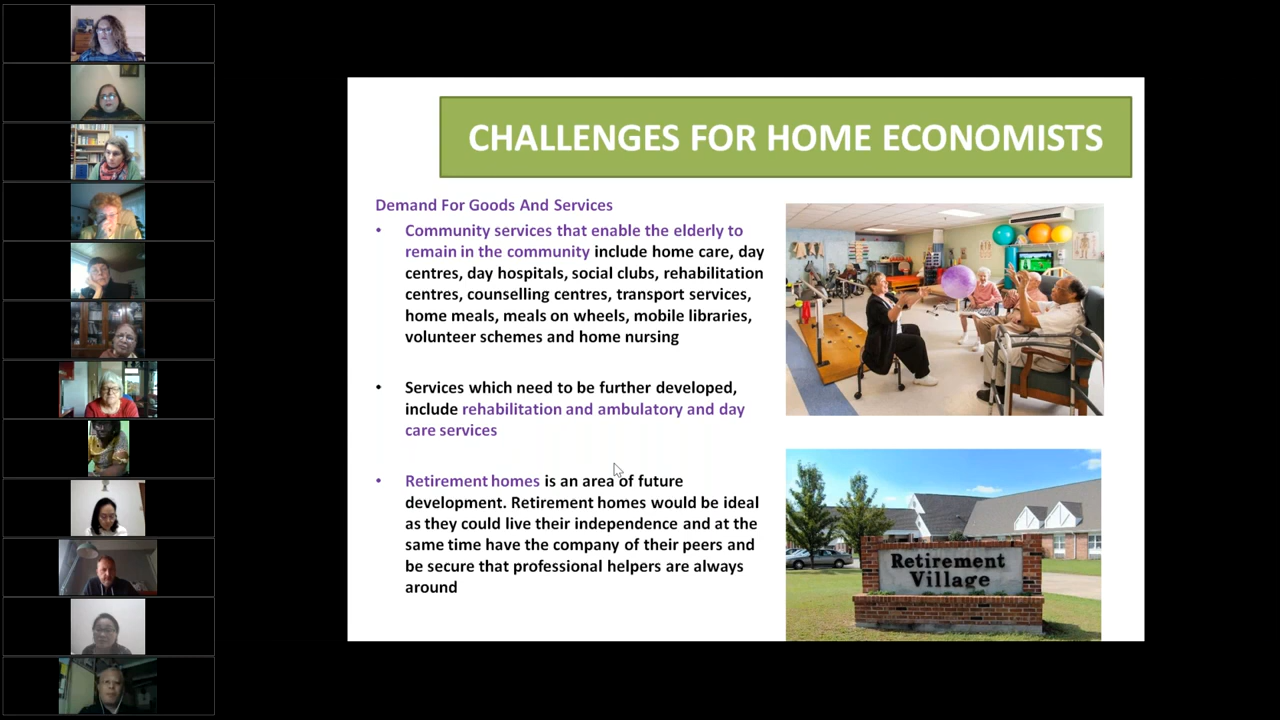 CHALLENGES FOR HOME ECONOMISTS
Demand For Goods And Services
• Community services that enable the elderly to
remain in the community include home care, day
centres, day hospitals, social clubs, rehabilitation
centres, counselling centres, transport services,
home meals, meals on wheels, mobile libraries,
volunteer schemes and home nursing
• Services which need to be further developed,
include rehabilitation and ambulatory and day
care services
• Retirement homes is an area of future
development. Retirement homes would be ideal
as they could live their independence and at the
same time have the company of their peers and
be secure that professional helpers are always
around
Retirement
Village